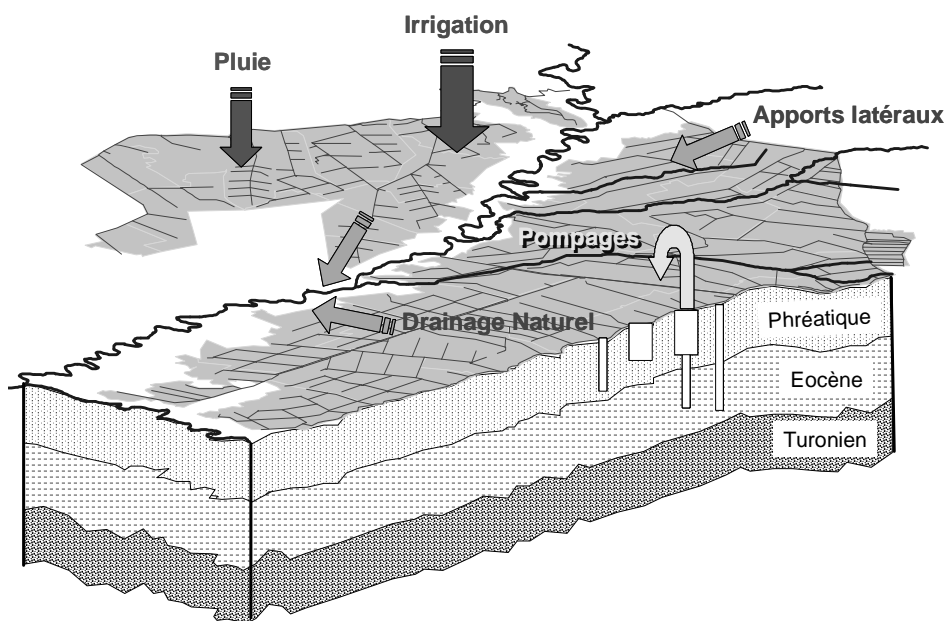 Irrigation
Pluie
Apports latéraux
Pompages
Drainage Naturel
Phréatique
Eocène
Turonien